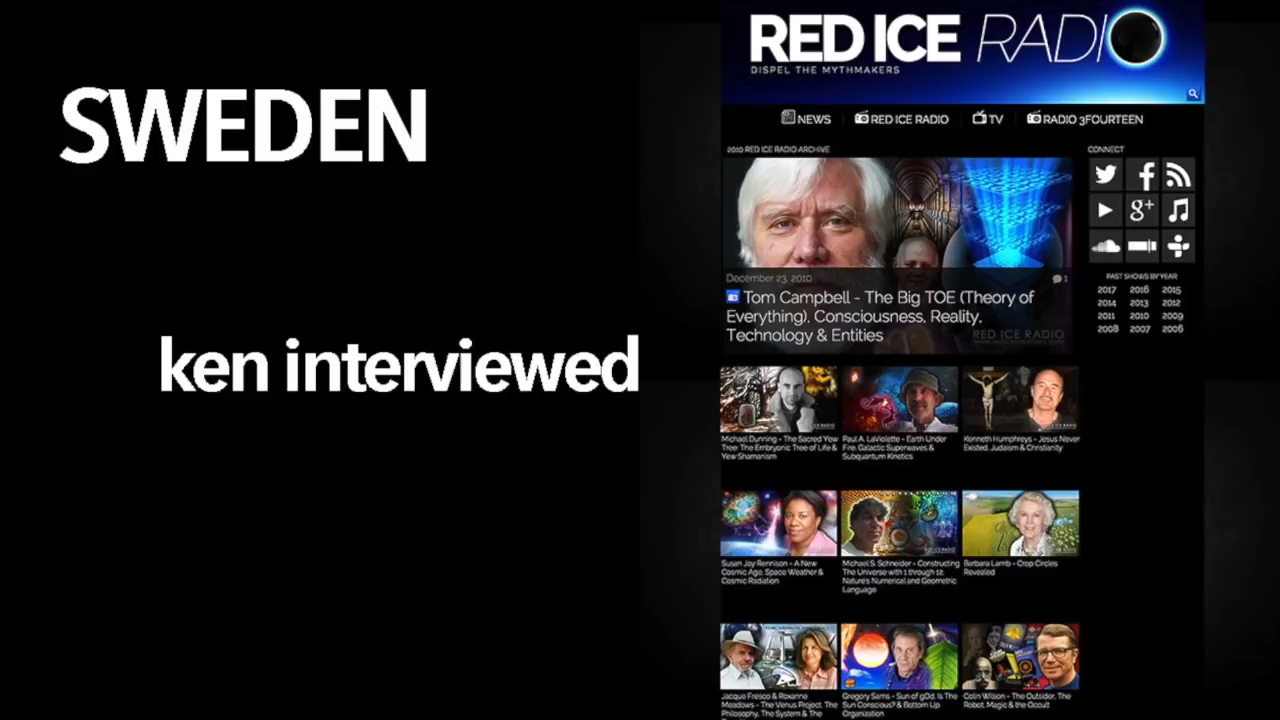 SWEDEN
ken interviewed
RED ICE RADIO
DISPEL THE MYTHMAKERS
NEWS
RED ICE RADIO
TV
RADIO 3FOURTEEN
2010 RED ICE RADIO ARCHIVE
December 23, 2010
1
Tom Campbell - The Big TOE (Theory of
Everything), Consciousness, Reality,
Technology & Entities
RED ICE RADIO
CONNECT
g+
PAST SHOWS BY YEAR
2017 2016 2015
2014 2013 2012
2011 2010 2009
2008 2007 2006
Michael Dunning - The Sacred Yew
Tree: The Embryonic Tree of Life &
Yew Shamanism
Paul A. LaViolette - Earth Under
Fire: Galactic Superwaves &
Subquantum Kinetics
Kenneth Humphreys - Jesus Never
Existed, Judaism & Christianity
Susan Joy Rennison - A New
Cosmic Age, Space Weather &
Cosmic Radiation
Michael S. Schneider - Constructing
The Universe with 1 through 12:
Nature's Numerical and Geometric
Language
Barbara Lamb - Crop Circles
Revealed
Jacque Fresco & Roxanne
Meadows - The Venus Project, The
Philosophy, The System & The
Gregory Sams - Sun of gOd, Is The
Sun Conscious? & Bottom Up
Organization
Colin Wilson - The Outsider, The
Robot, Magic & the Occult